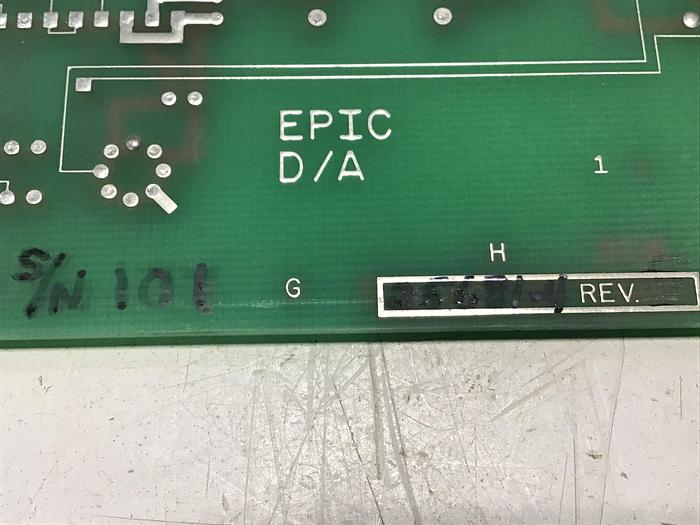 EPIC
D/A
1
H
S/N 101
G
REV.